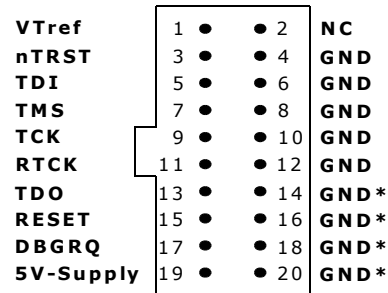 VTref 1 2 NC
nTRST 3 4 GND
TDI 5 6 GND
TMS 7 8 GND
TCK 9 10 GND
RTCK 11 12 GND
TDO 13 14 GND*
RESET 15 16 GND*
DBGRQ 17 18 GND*
5V-Supply 19 20 GND*